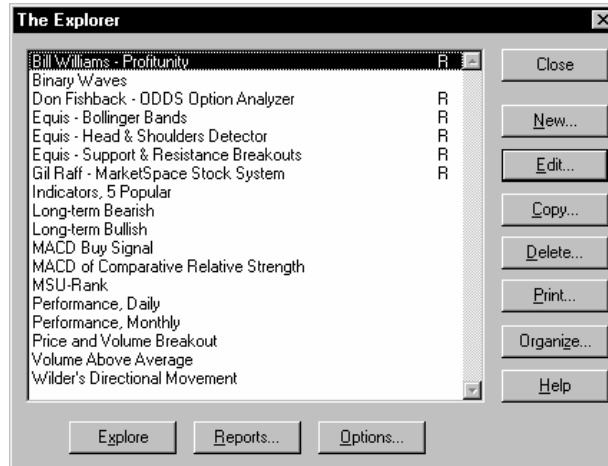 The Explorer
Bill Williams - Profitunity R
Binary Waves
Don Fishback - ODDS Option Analyzer R
Equis - Bollinger Bands R
Equis - Head & Shoulders Detector R
Equis - Support & Resistance Breakouts R
Gil Raff - MarketSpace Stock System R
Indicators, 5 Popular
Long-term Bearish
Long-term Bullish
MACD Buy Signal
MACD of Comparative Relative Strength
MSU-Rank
Performance, Daily
Performance, Monthly
Price and Volume Breakout
Volume Above Average
Wilder's Directional Movement
Close
New...
Edit...
Copy...
Delete...
Print...
Organize...
Help
Explore Reports... Options...